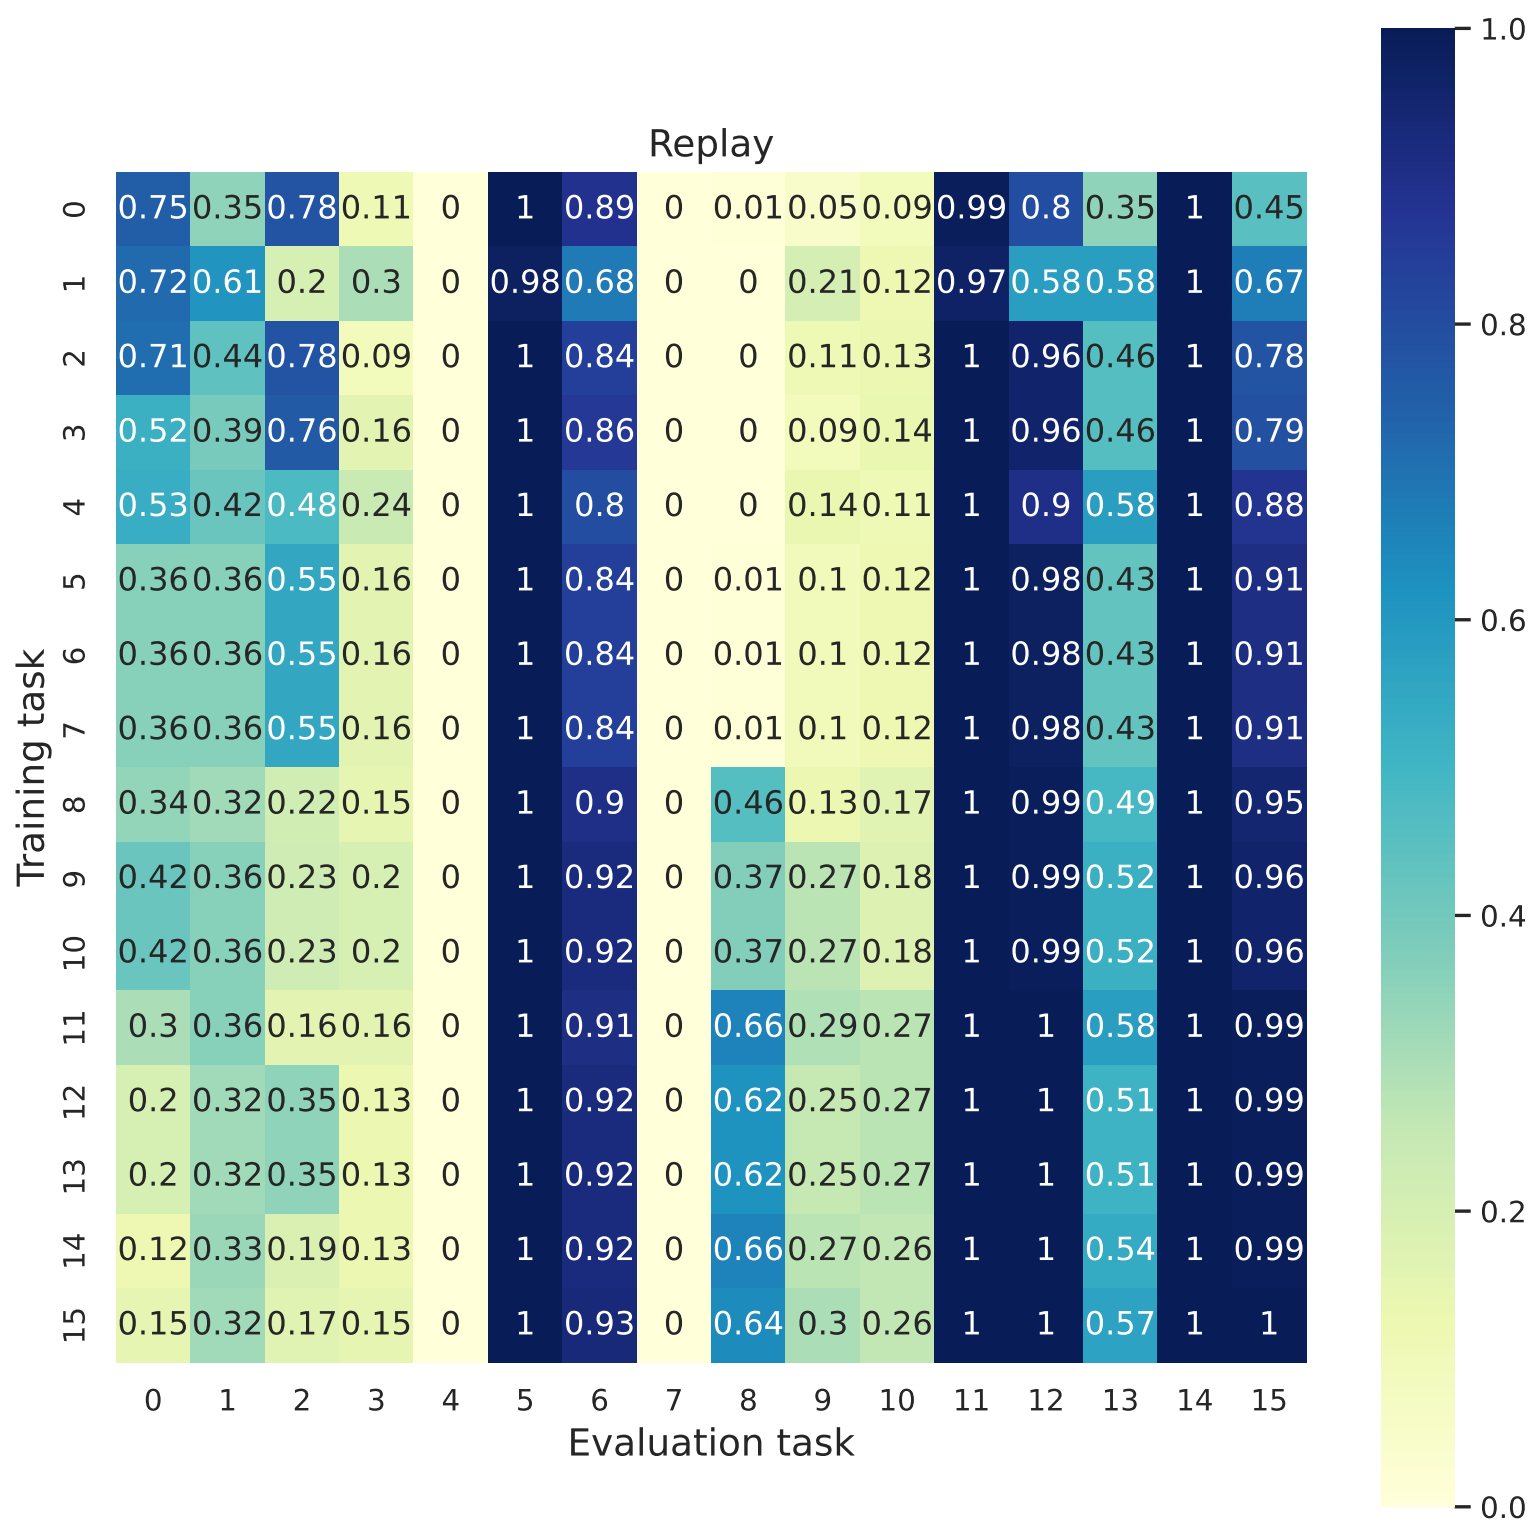 Replay
0 0.75 0.35 0.78 0.11 0 1 0.89 0 0.01 0.05 0.09 0.99 0.8 0.35 1 0.45
1 0.72 0.61 0.2 0.3 0 0.98 0.68 0 0 0.21 0.12 0.97 0.58 0.58 1 0.67
2 0.71 0.44 0.78 0.09 0 1 0.84 0 0 0.11 0.13 1 0.96 0.46 1 0.78
3 0.52 0.39 0.76 0.16 0 1 0.86 0 0 0.09 0.14 1 0.96 0.46 1 0.79
4 0.53 0.42 0.48 0.24 0 1 0.8 0 0 0.14 0.11 1 0.9 0.58 1 0.88
5 0.36 0.36 0.55 0.16 0 1 0.84 0 0.01 0.1 0.12 1 0.98 0.43 1 0.91
6 0.36 0.36 0.55 0.16 0 1 0.84 0 0.01 0.1 0.12 1 0.98 0.43 1 0.91
7 0.36 0.36 0.55 0.16 0 1 0.84 0 0.01 0.1 0.12 1 0.98 0.43 1 0.91
8 0.34 0.32 0.22 0.15 0 1 0.9 0 0.46 0.13 0.17 1 0.99 0.49 1 0.95
9 0.42 0.36 0.23 0.2 0 1 0.92 0 0.37 0.27 0.18 1 0.99 0.52 1 0.96
10 0.42 0.36 0.23 0.2 0 1 0.92 0 0.37 0.27 0.18 1 0.99 0.52 1 0.96
11 0.3 0.36 0.16 0.16 0 1 0.91 0 0.66 0.29 0.27 1 1 0.58 1 0.99
12 0.2 0.32 0.35 0.13 0 1 0.92 0 0.62 0.25 0.27 1 1 0.51 1 0.99
13 0.2 0.32 0.35 0.13 0 1 0.92 0 0.62 0.25 0.27 1 1 0.51 1 0.99
14 0.12 0.33 0.19 0.13 0 1 0.92 0 0.66 0.27 0.26 1 1 0.54 1 0.99
15 0.15 0.32 0.17 0.15 0 1 0.93 0 0.64 0.3 0.26 1 1 0.57 1 1
0 1 2 3 4 5 6 7 8 9 10 11 12 13 14 15
Evaluation task
Training task
1.0
0.8
0.6
0.4
0.2
0.0